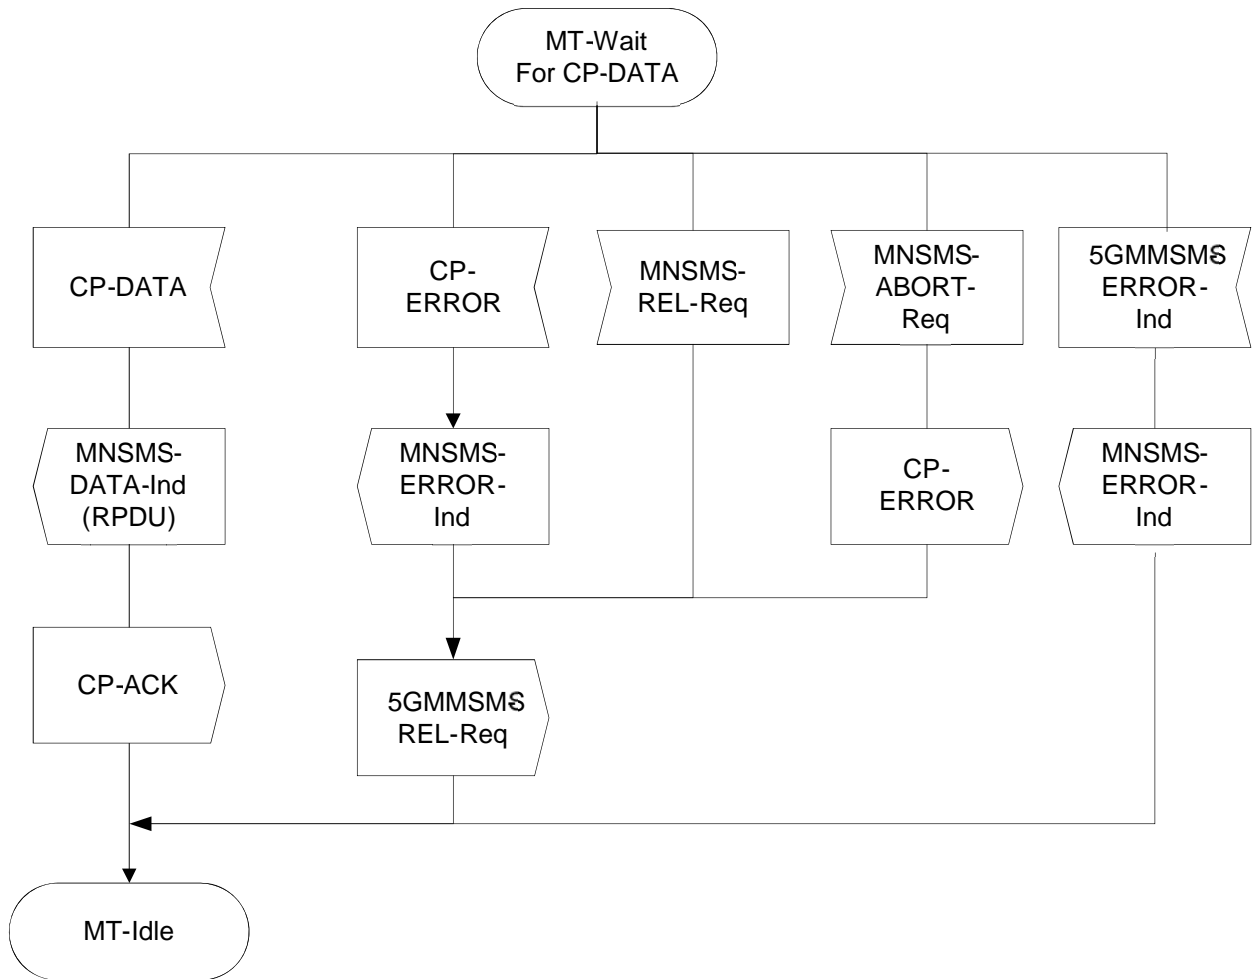 MT-Wait
For CP-DATA
CP-DATA
CP-
ERROR
MNSMS-
REL-Req
MNSMS-
ABORT-
Req
5GMMSMS-
ERROR-
Ind
MNSMS-
DATA-Ind
(RPDU)
MNSMS-
ERROR-
Ind
CP-
ERROR
MNSMS-
ERROR-
Ind
CP-ACK
5GMMSMS-
REL-Req
MT-Idle